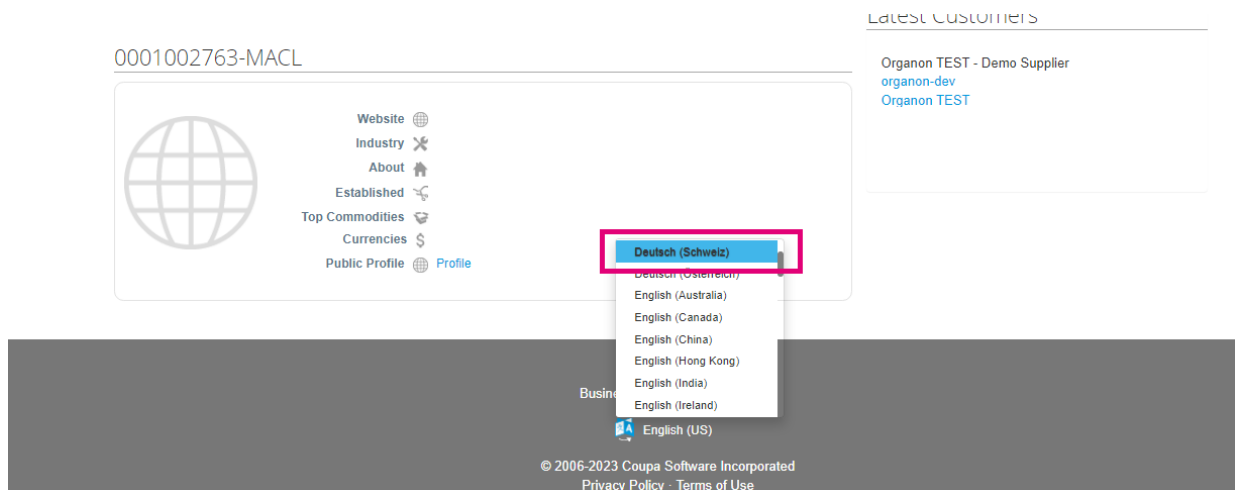 Latest Customers
0001002763-MACL
Organon TEST - Demo Supplier
organon-dev
Organon TEST
Website
Industry
About
Established
Top Commodities
Currencies $
Public Profile Profile
Deutsch (Schweiz)
Deutsch (Österreich)
English (Australia)
English (Canada)
English (China)
English (Hong Kong)
English (India)
English (Ireland)
English (US)
© 2006-2023 Coupa Software Incorporated
Privacy Policy · Terms of Use